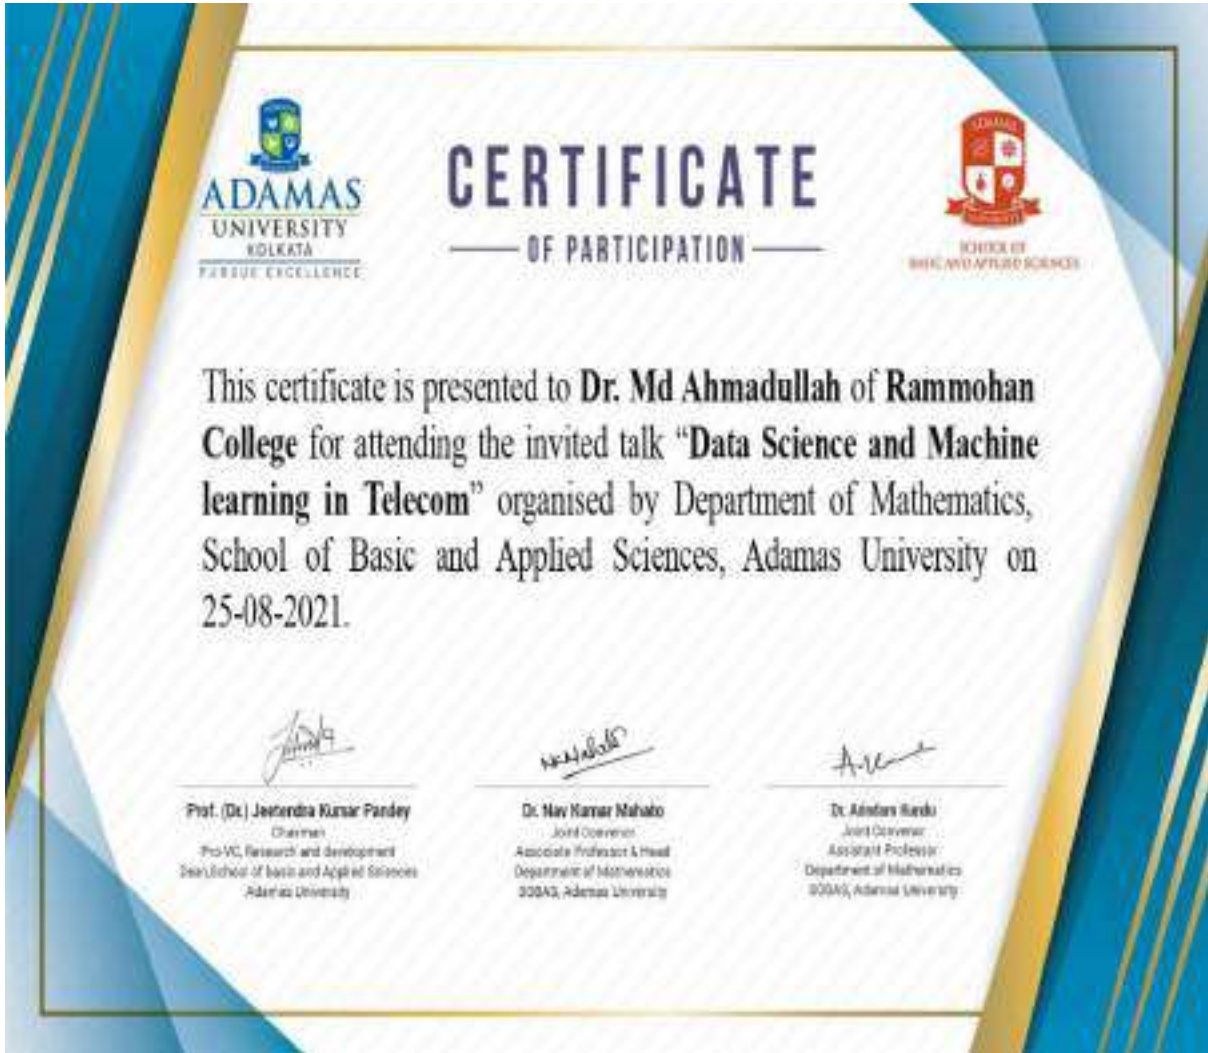 ADAMAS
UNIVERSITY
KOLKATA
PURSUE EXCELLENCE
CERTIFICATE
OF PARTICIPATION
ADAMAS
UNIVERSITY
SCHOOL OF
BASIC AND APPLIED SCIENCES
This certificate is presented to Dr. Md Ahmadullah of Rammohan
College for attending the invited talk “Data Science and Machine
learning in Telecom” organised by Department of Mathematics,
School of Basic and Applied Sciences, Adamas University on
25-08-2021.
Prof. (Dr.) Jeetendra Kumar Pandey
Chairman
Pro-VC, Research and development
Dean,School of basic and Applied Sciences
Adamas University
Dr. Nav Kumar Mahato
Joint Convenor
Associate Professor & Head
Department of Mathematics
SOBAS, Adamas University
Dr. Arindam Kundu
Joint Convenor
Assistant Professor
Department of Mathematics
SOBAS, Adamas University